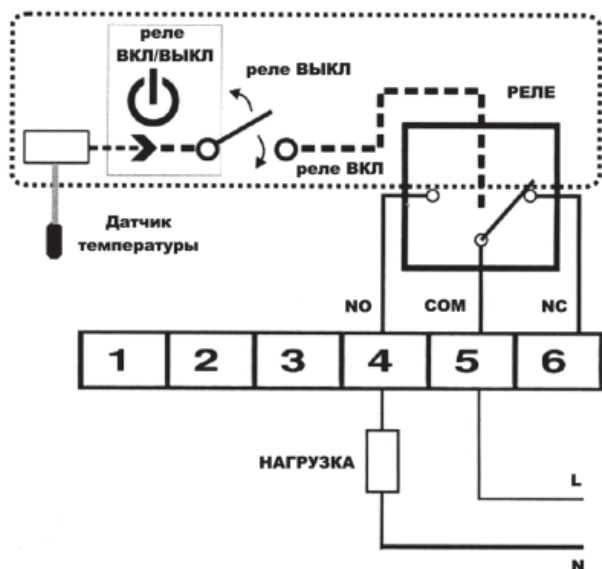 реле
ВКЛ/ВЫКЛ
реле ВЫКЛ
РЕЛЕ
реле ВКЛ
Датчик
температуры
NO
COM
NC
1
2
3
4
5
6
НАГРУЗКА
L
N